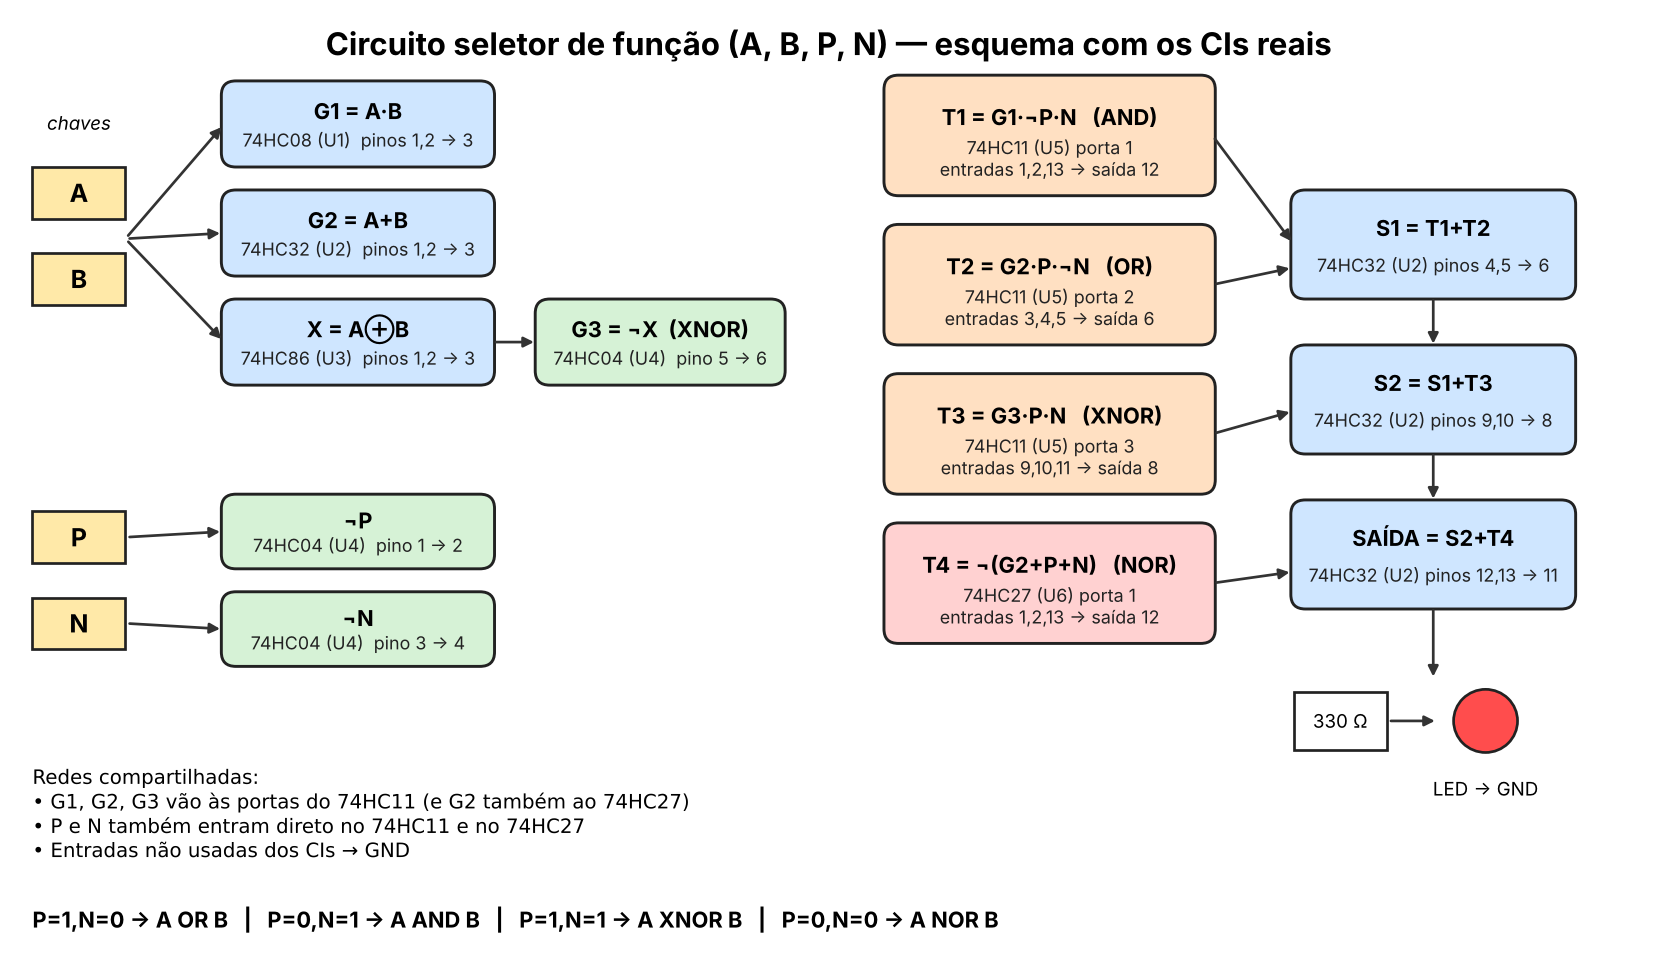 Circuito seletor de função (A, B, P, N) — esquema com os CIs reais
chaves
A
B
G1 = A·B
74HC08 (U1)  pinos 1,2 → 3
G2 = A+B
74HC32 (U2)  pinos 1,2 → 3
X = A⊕B
74HC86 (U3)  pinos 1,2 → 3
G3 = ¬X  (XNOR)
74HC04 (U4)  pino 5 → 6
P
¬P
74HC04 (U4)  pino 1 → 2
N
¬N
74HC04 (U4)  pino 3 → 4
T1 = G1·¬P·N  (AND)
74HC11 (U5) porta 1
entradas 1,2,13 → saída 12
T2 = G2·P·¬N  (OR)
74HC11 (U5) porta 2
entradas 3,4,5 → saída 6
T3 = G3·P·N  (XNOR)
74HC11 (U5) porta 3
entradas 9,10,11 → saída 8
T4 = ¬(G2+P+N)  (NOR)
74HC27 (U6) porta 1
entradas 1,2,13 → saída 12
S1 = T1+T2
74HC32 (U2) pinos 4,5 → 6
S2 = S1+T3
74HC32 (U2) pinos 9,10 → 8
SAÍDA = S2+T4
74HC32 (U2) pinos 12,13 → 11
330 Ω
LED → GND
Redes compartilhadas:
• G1, G2, G3 vão às portas do 74HC11 (e G2 também ao 74HC27)
• P e N também entram direto no 74HC11 e no 74HC27
• Entradas não usadas dos CIs → GND
P=1,N=0 → A OR B  |  P=0,N=1 → A AND B  |  P=1,N=1 → A XNOR B  |  P=0,N=0 → A NOR B